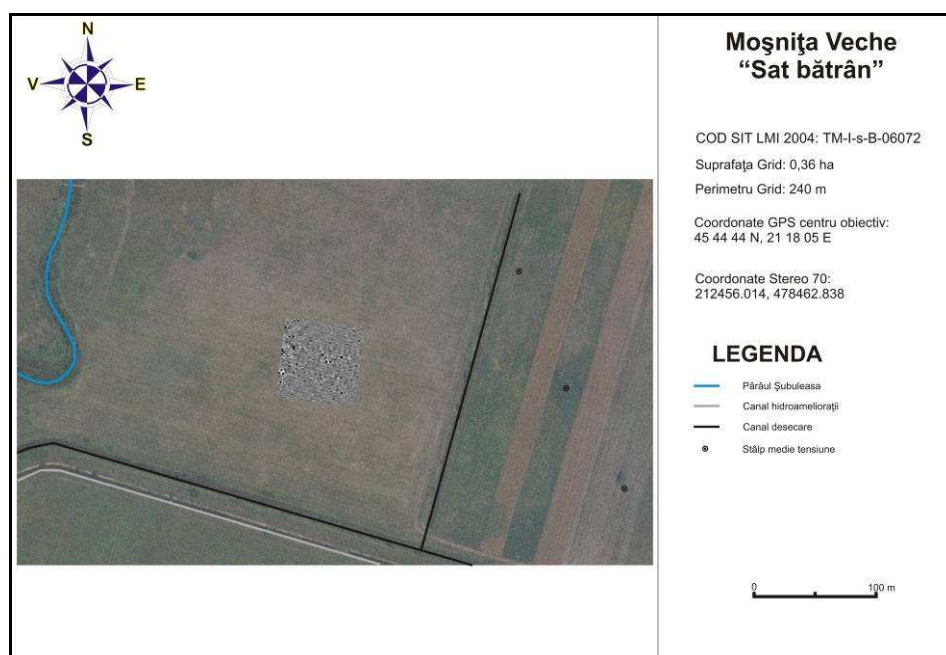 N
V
E
S
Moşniţa Veche
“Sat bătrân”
COD SIT LMI 2004: TM-I-s-B-06072
Suprafaţa Grid: 0,36 ha
Perimetru Grid: 240 m
Coordonate GPS centru obiectiv:
45 44 44 N, 21 18 05 E
Coordonate Stereo 70:
212456.014, 478462.838
LEGENDA
Pârâul Şubuleasa
Canal hidroamelioraţii
Canal desecare
Stâlp medie tensiune
0
100 m